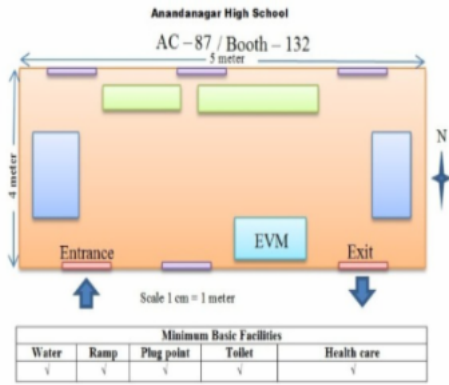 Anandanagar High School
AC – 87 / Booth – 132
5 meter
4 meter
N
EVM
Entrance
Exit
Scale 1 cm = 1 meter
Minimum Basic Facilities
Water Ramp Plug point Toilet Health care
√ √ √ √ √